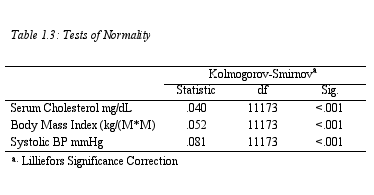 Table 1.3: Tests of Normality
Kolmogorov-Smirnovª
Statistic df Sig.
Serum Cholesterol mg/dL .040 11173 <.001
Body Mass Index (kg/(M*M) .052 11173 <.001
Systolic BP mmHg .081 11173 <.001
a. Lilliefors Significance Correction